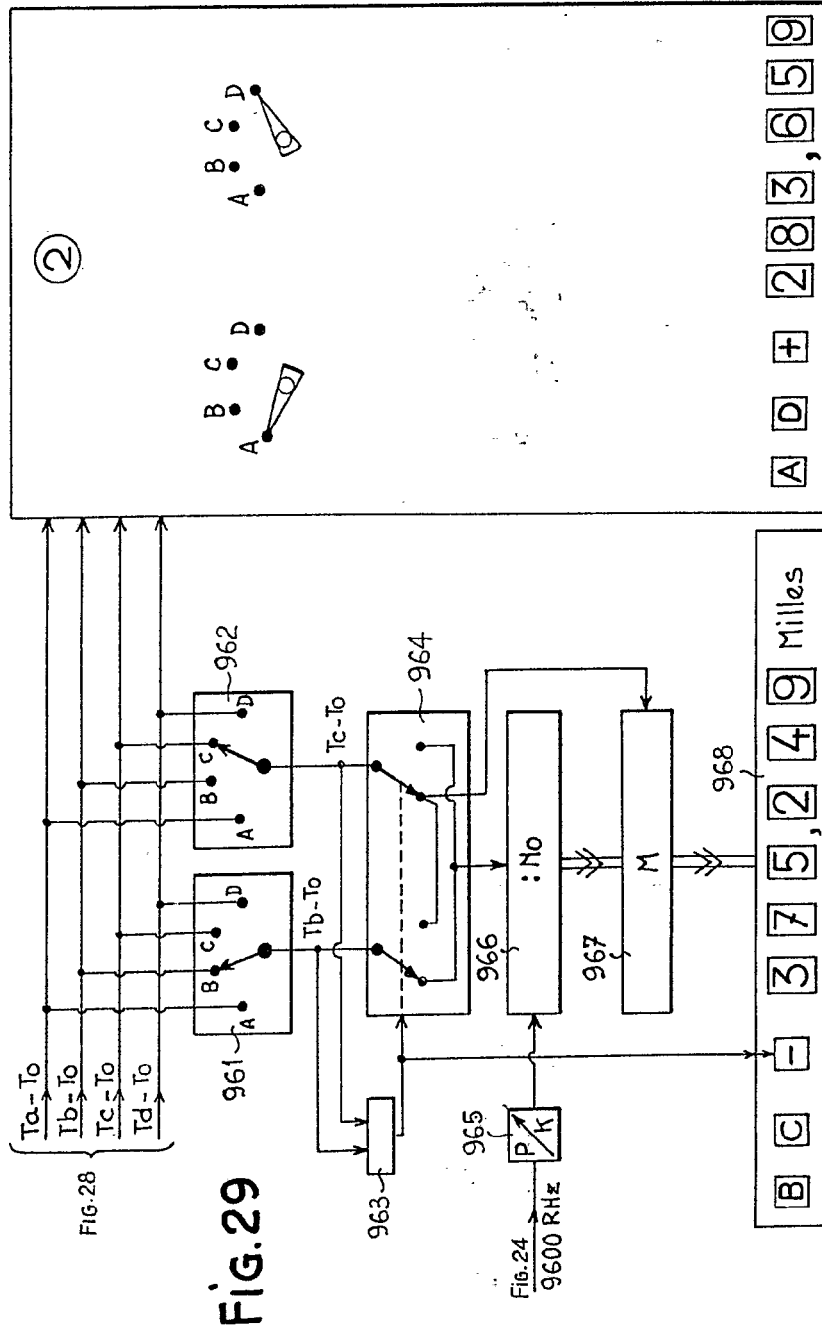 FIG.29
FIG.28
Ta-To
Tb-To
Tc-To
Td-To
2
A B C D
A B C D
961
A B C D
962
A B C D
Tb-To
Tc-To
963
964
Fig.24
9600 RHz
965
P/K
966
:No
967
M
968
B C - 3 7 5 , 2 4 9 Milles
A D + 2 8 3 , 6 5 9